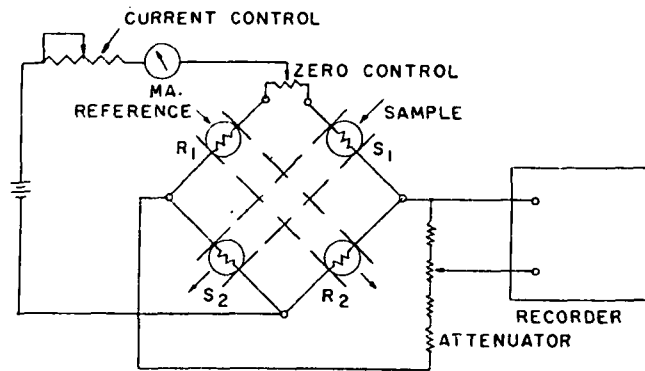 CURRENT CONTROL
MA.
ZERO CONTROL
REFERENCE
SAMPLE
R1
S1
S2
R2
RECORDER
ATTENUATOR